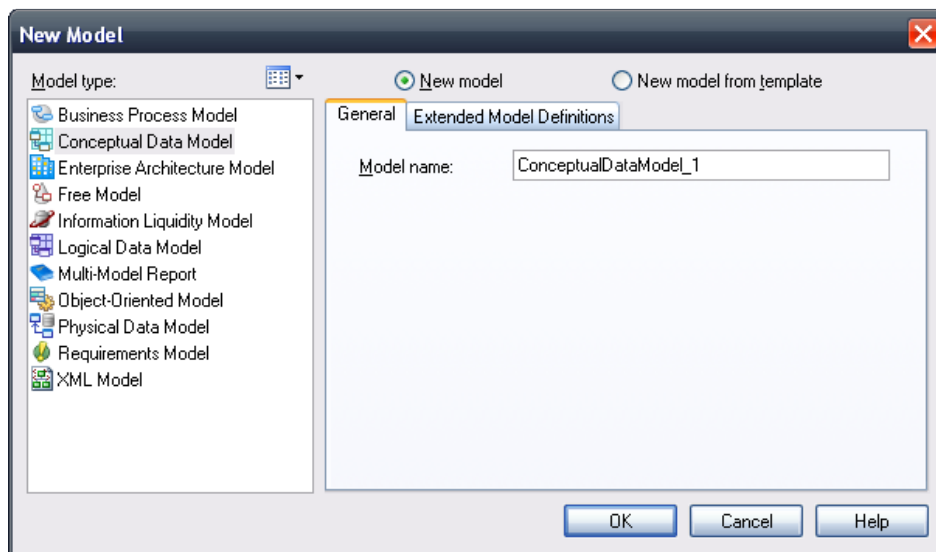 New Model
Model type:
New model
New model from template
Business Process Model
Conceptual Data Model
Enterprise Architecture Model
Free Model
Information Liquidity Model
Logical Data Model
Multi-Model Report
Object-Oriented Model
Physical Data Model
Requirements Model
XML Model
General
Extended Model Definitions
Model name:
ConceptualDataModel_1
OK
Cancel
Help